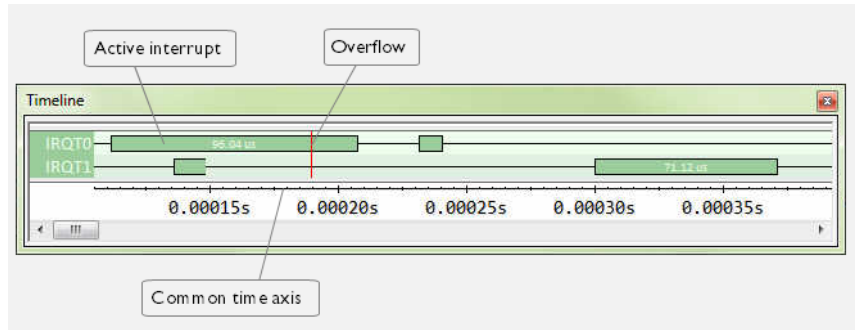 Active interrupt
Overflow
Timeline
IRQT0
96.04 us
IRQT1
71.12 us
0.00015s 0.00020s 0.00025s 0.00030s 0.00035s
Common time axis